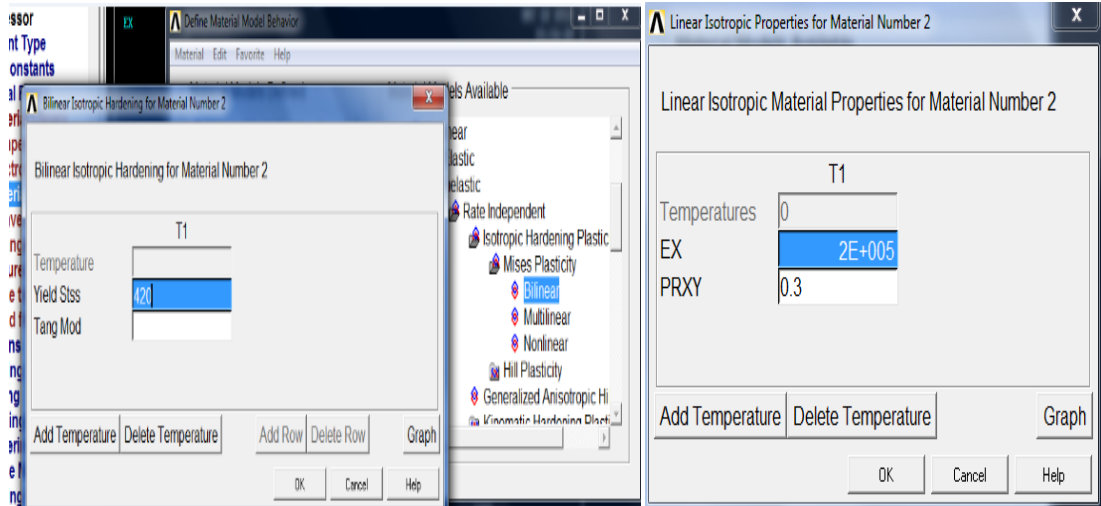 EX
nt Type
onstants
Define Material Model Behavior
Material Edit Favorite Help
els Available
Rate Independent
Isotropic Hardening Plastic
Mises Plasticity
Bilinear
Multilinear
Nonlinear
Hill Plasticity
Generalized Anisotropic Hi
Kinematic Hardening Plasti
Bilinear Isotropic Hardening for Material Number 2
X
Bilinear Isotropic Hardening for Material Number 2
T1
Temperature
Yield Stss 420
Tang Mod
Add Temperature Delete Temperature Add Row Delete Row Graph
OK Cancel Help
Linear Isotropic Properties for Material Number 2
X
Linear Isotropic Material Properties for Material Number 2
T1
Temperatures 0
EX 2E+005
PRXY 0.3
Add Temperature Delete Temperature Graph
OK Cancel Help